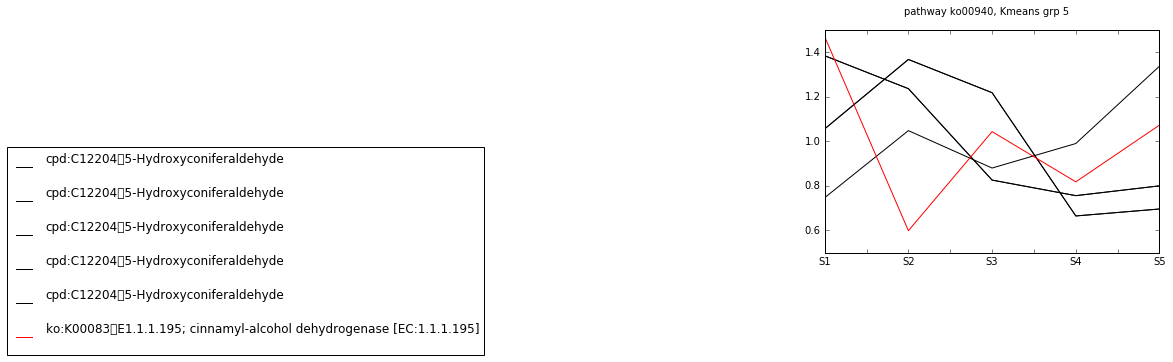 pathway ko00940, Kmeans grp 5
1.4
1.2
1.0
0.8
0.6
S1 S2 S3 S4 S5
cpd:C12204▯5-Hydroxyconiferaldehyde
cpd:C12204▯5-Hydroxyconiferaldehyde
cpd:C12204▯5-Hydroxyconiferaldehyde
cpd:C12204▯5-Hydroxyconiferaldehyde
cpd:C12204▯5-Hydroxyconiferaldehyde
ko:K00083▯E1.1.1.195; cinnamyl-alcohol dehydrogenase [EC:1.1.1.195]